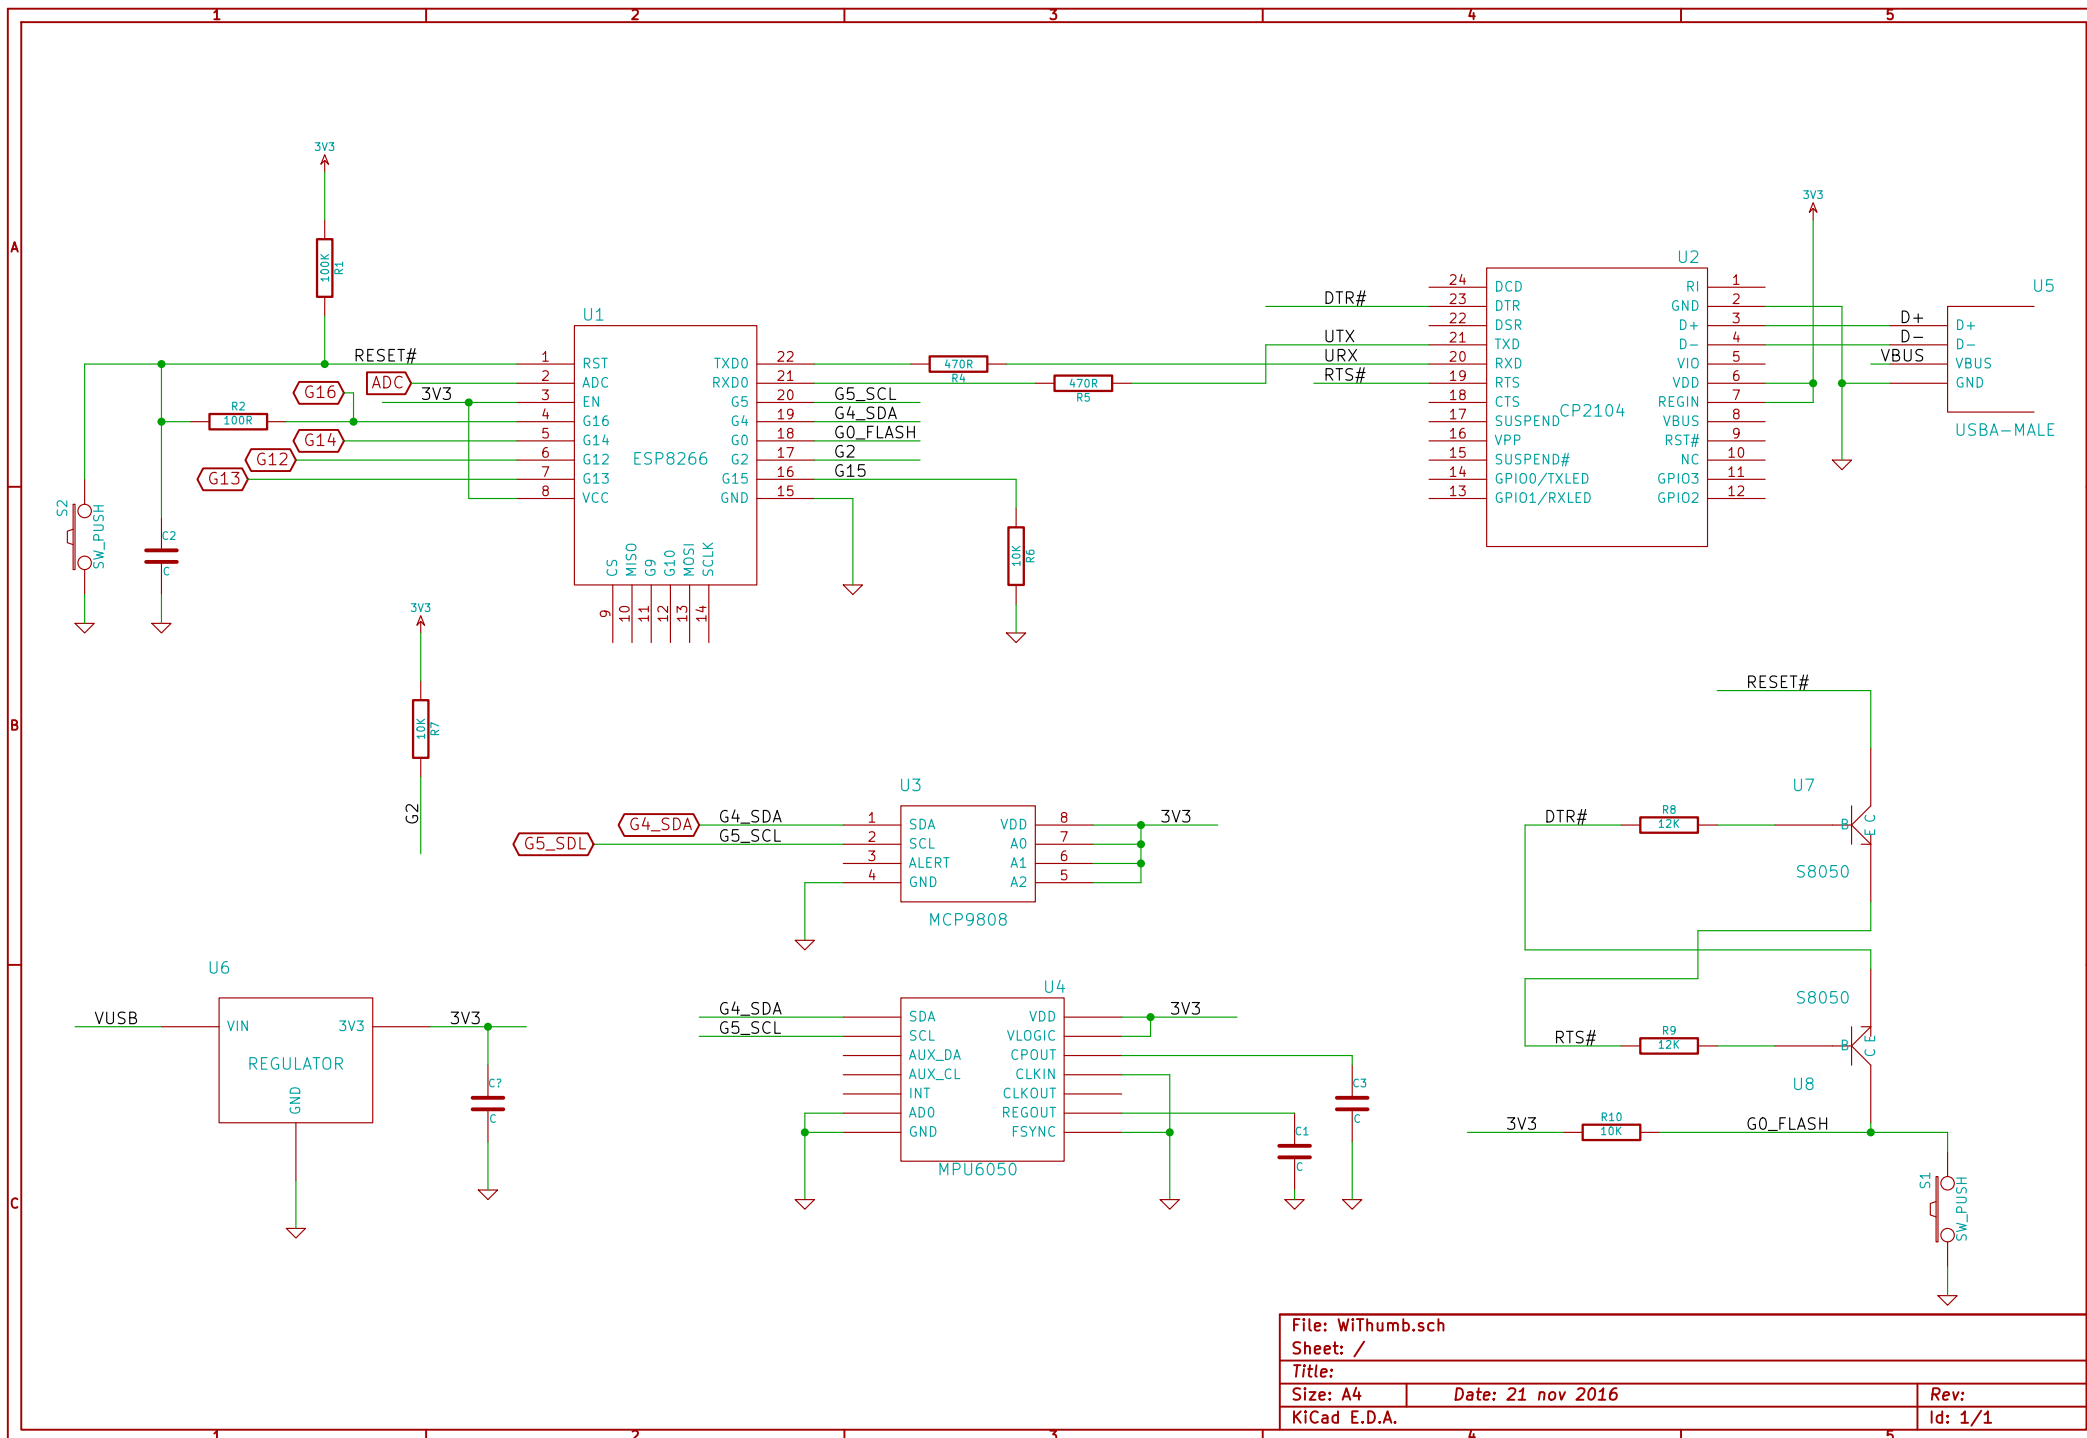 1 2 3 4 5
A
B
C
3V3
100K
R1
RESET#
ADC
G16
3V3
R2
100R
G14
G12
G13
S2
SW_PUSH
C2
C
U1
1 RST
2 ADC
3 EN
4 G16
5 G14
6 G12
7 G13
8 VCC
ESP8266
TXD0 22
RXD0 21
G5 20
G4 19
G0 18
G2 17
G15 16
GND 15
CS MISO G9 G10 MOSI SCLK
9 10 11 12 13 14
G5_SCL
G4_SDA
G0_FLASH
G2
G15
470R
R4
470R
R5
10K
R6
DTR#
UTX
URX
RTS#
U2
24 DCD
23 DTR
22 DSR
21 TXD
20 RXD
19 RTS
18 CTS
17 SUSPEND
16 VPP
15 SUSPEND#
14 GPIO0/TXLED
13 GPIO1/RXLED
CP2104
RI 1
GND 2
D+ 3
D- 4
VIO 5
VDD 6
REGIN 7
VBUS 8
RST# 9
NC 10
GPIO3 11
GPIO2 12
3V3
D+
D-
VBUS
U5
D+
D-
VBUS
GND
USBA-MALE
3V3
10K
R7
G2
U3
G4_SDA
G5_SDL
G4_SDA
G5_SCL
1 SDA
2 SCL
3 ALERT
4 GND
VDD 8
A0 7
A1 6
A2 5
3V3
MCP9808
RESET#
U7
DTR#
R8
12K
B
E C
S8050
S8050
RTS#
R9
12K
B
C E
U8
3V3
R10
10K
G0_FLASH
S1
SW_PUSH
U6
VUSB
VIN
3V3
REGULATOR
GND
3V3
C?
C
U4
G4_SDA
G5_SCL
SDA
SCL
AUX_DA
AUX_CL
INT
AD0
GND
VDD
VLOGIC
CPOUT
CLKIN
CLKOUT
REGOUT
FSYNC
MPU6050
3V3
C3
C
C1
C
File: WiThumb.sch
Sheet: /
Title:
Size: A4 Date: 21 nov 2016 Rev:
KiCad E.D.A. Id: 1/1
1 2 3 4 5